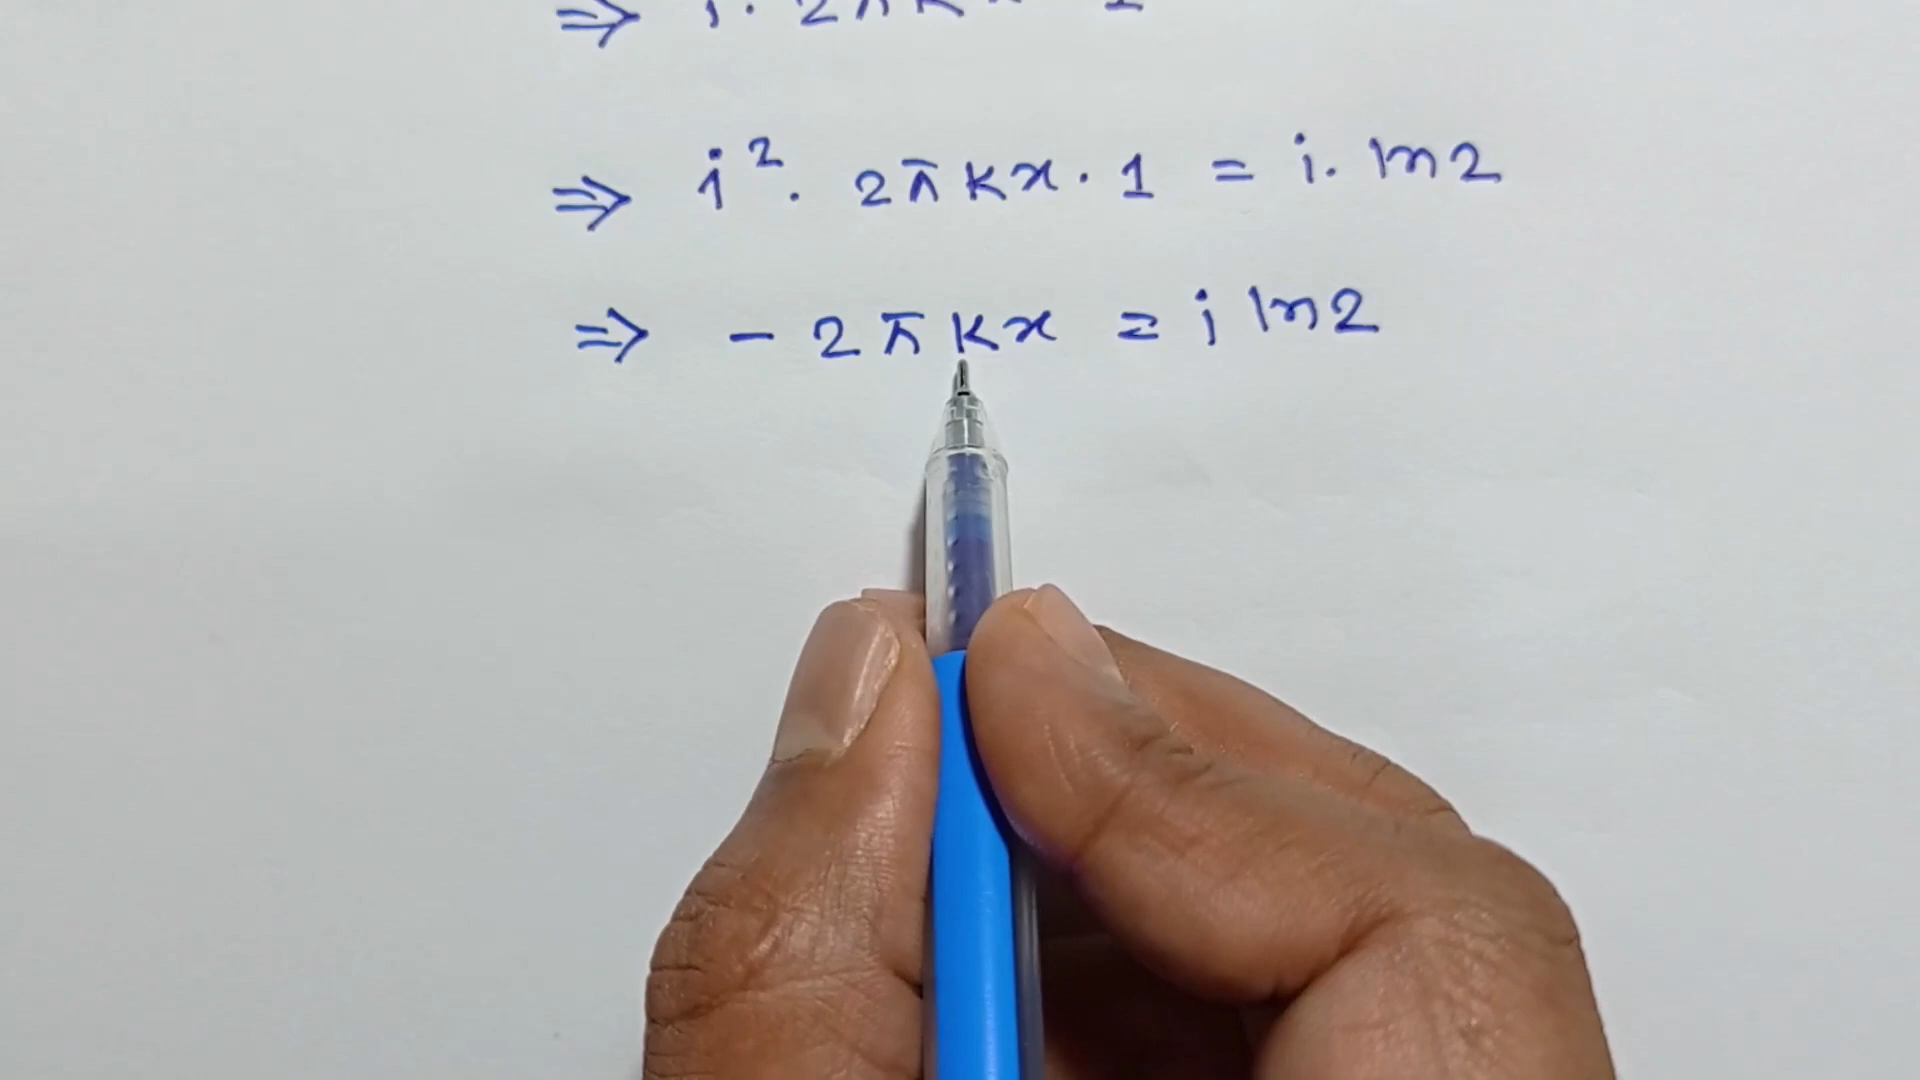 ⇒ i². 2πkx. 1 = i. ln2
⇒ - 2πkx = i ln2